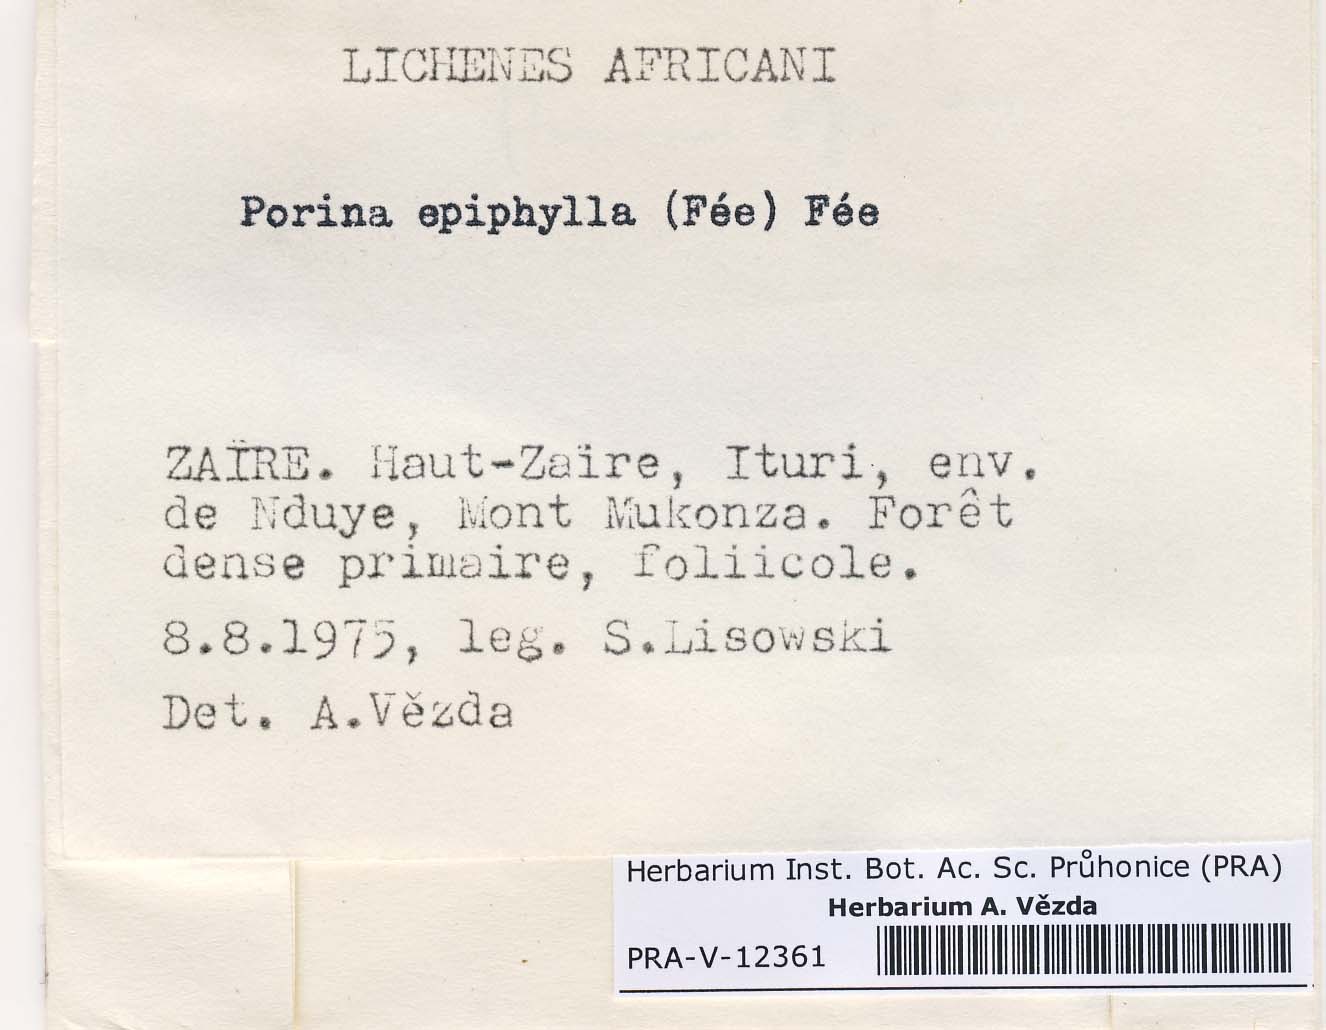 LICHENES AFRICANI
Porina epiphylla (Fée) Fée
ZAÏRE. Haut-Zaïre, Ituri, env.
de Nduye, Mont Mukonza. Forêt
dense primaire, foliicole.
8.8.1975, leg. S.Lisowski
Det. A.Vězda
Herbarium Inst. Bot. Ac. Sc. Průhonice (PRA)
Herbarium A. Vězda
PRA-V-12361